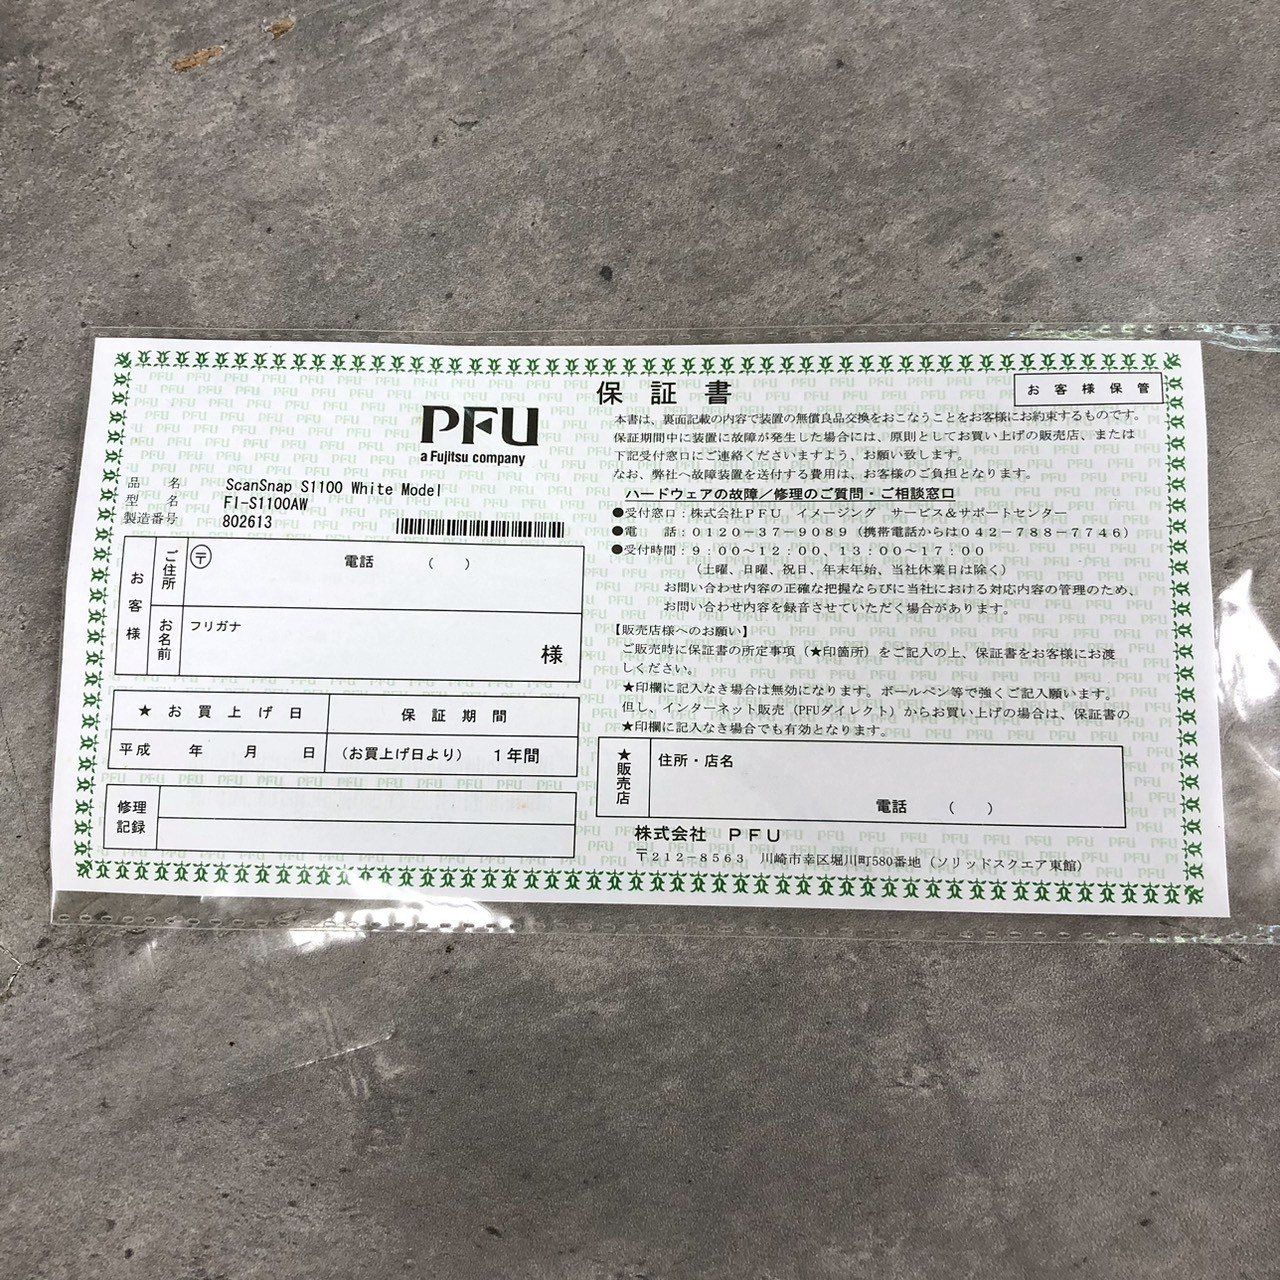 保証書
お客様保管
PFU
a Fujitsu company
品名 ScanSnap S1100 White Model
型名 FI-S1100AW
製造番号 802613
お客様
ご住所
〒
電話 ( )
お名前
フリガナ
様
★お買上げ日
保証期間
平成 年 月 日
(お買上げ日より) 1年間
修理記録
本書は、裏面記載の内容で装置の無償良品交換をおこなうことをお客様にお約束するものです。
保証期間中に装置に故障が発生した場合には、原則としてお買い上げの販売店、または
下記受付窓口にご連絡くださいますよう、お願い致します。
なお、弊社へ故障装置を送付する費用は、お客様のご負担となります。
ハードウェアの故障/修理のご質問・ご相談窓口
●受付窓口:株式会社PFU イメージング サービス&サポートセンター
●電 話:0120-37-9089(携帯電話からは042-788-7746)
●受付時間:9:00~12:00、13:00~17:00
(土曜、日曜、祝日、年末年始、当社休業日は除く)
お問い合わせ内容の正確な把握ならびに当社における対応内容の管理のため、
お問い合わせ内容を録音させていただく場合があります。
【販売店様へのお願い】
ご販売時に保証書の所定事項(★印箇所)をご記入の上、保証書をお客様にお渡
しください。
★印欄に記入なき場合は無効になります。ボールペン等で強くご記入願います。
但し、インターネット販売(PFUダイレクト)からお買い上げの場合は、保証書の
★印欄に記入なき場合でも有効となります。
★販売店
住所・店名
電話 ( )
株式会社 PFU
〒212-8563 川崎市幸区堀川町580番地(ソリッドスクエア東館)